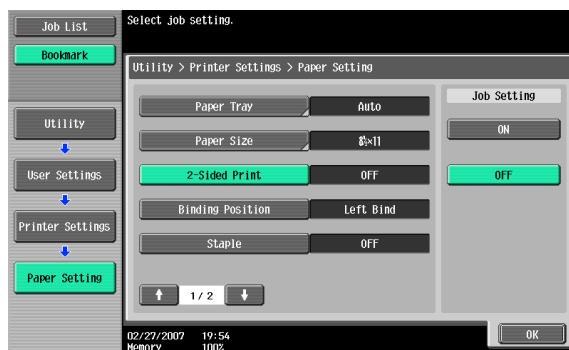 Job List
Bookmark
Select job setting.
Utility > Printer Settings > Paper Setting
Utility
User Settings
Printer Settings
Paper Setting
Paper Tray Auto
Paper Size 8½×11
2-Sided Print OFF
Binding Position Left Bind
Staple OFF
1/2
Job Setting
ON
OFF
02/27/2007 19:54
Memory 100%
OK